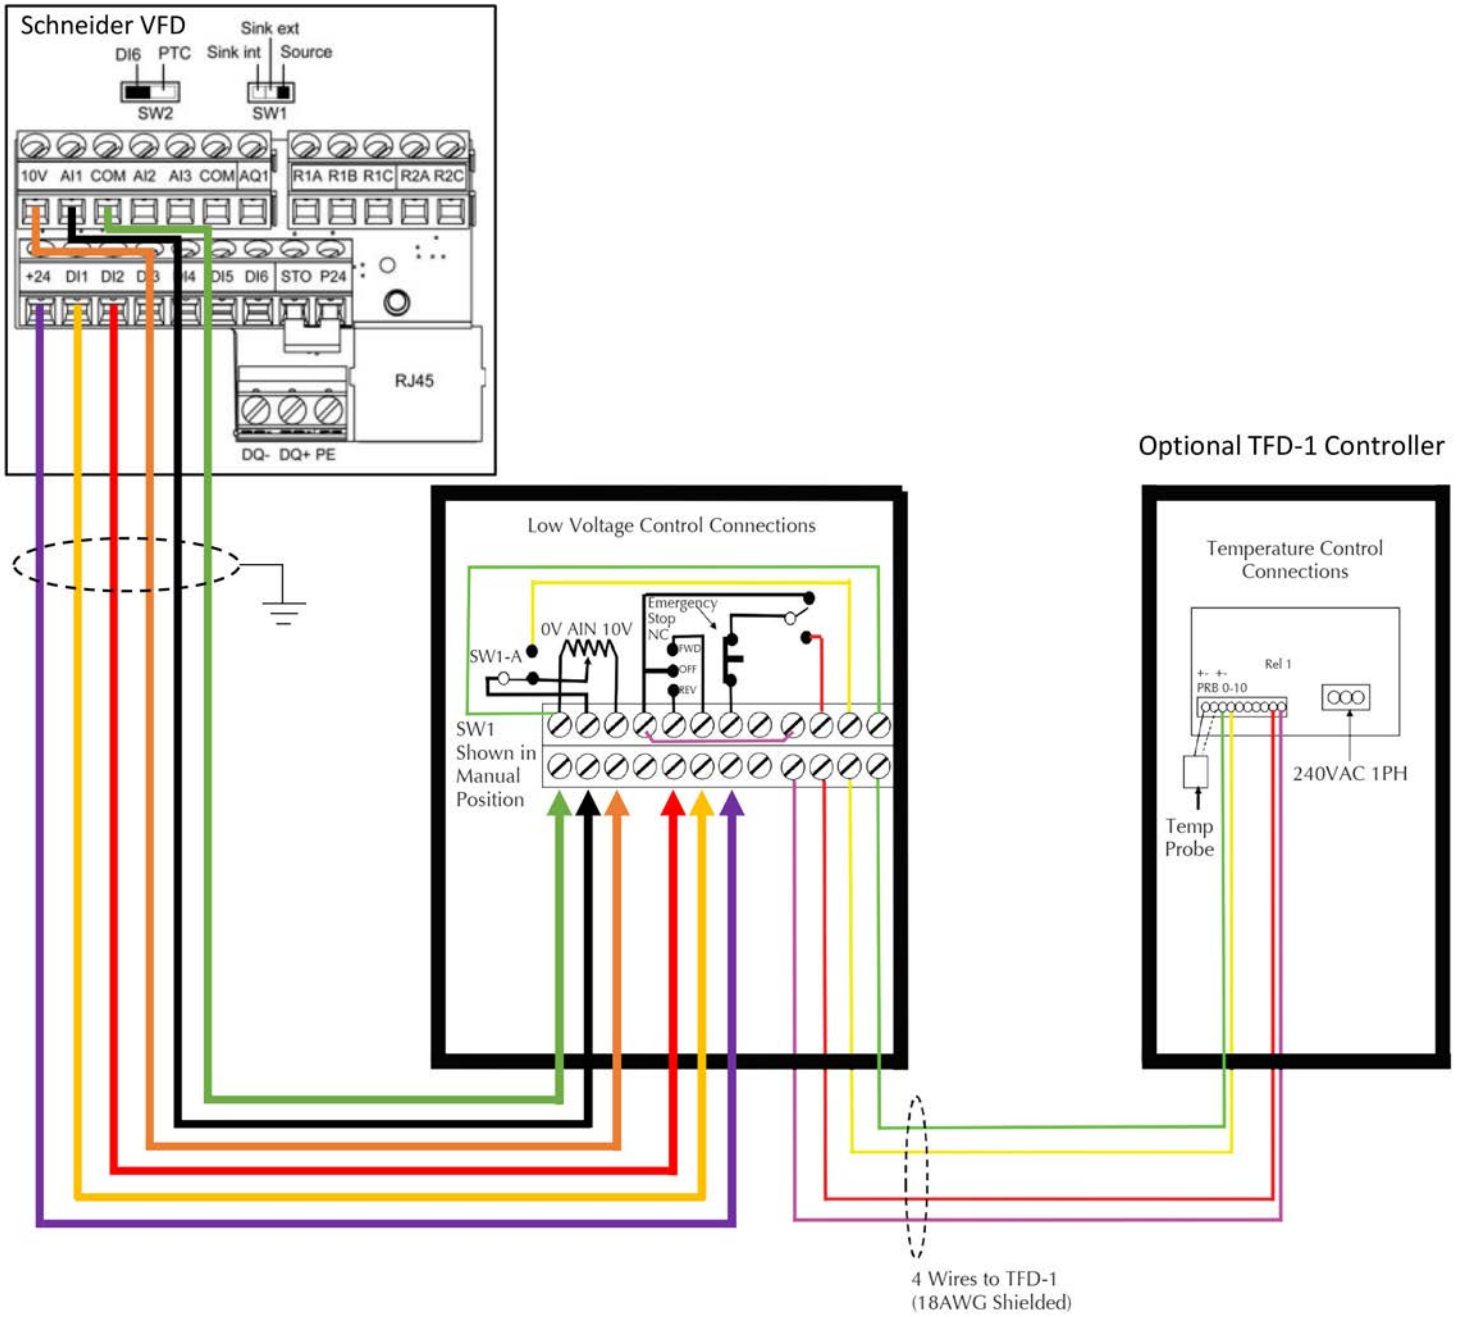 Schneider VFD
Sink ext
DI6 PTC Sink int Source
SW2 SW1
10V AI1 COM AI2 AI3 COM AQ1 R1A R1B R1C R2A R2C
+24 DI1 DI2 DI3 DI4 DI5 DI6 STO P24
RJ45
DQ- DQ+ PE
Optional TFD-1 Controller
Low Voltage Control Connections
Temperature Control
Connections
Emergency
Stop
NC
0V AIN 10V
FWD
OFF
REV
SW1-A
SW1
Shown in
Manual
Position
Rel 1
+- +-
PRB 0-10
240VAC 1PH
Temp
Probe
4 Wires to TFD-1
(18AWG Shielded)